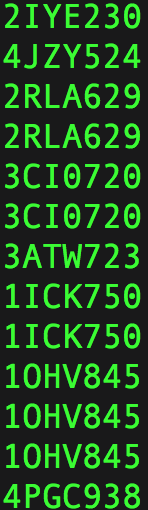 2IYE230
4JZY524
2RLA629
2RLA629
3CIO720
3CIO720
3ATW723
1ICK750
1ICK750
1OHV845
1OHV845
1OHV845
4PGC938